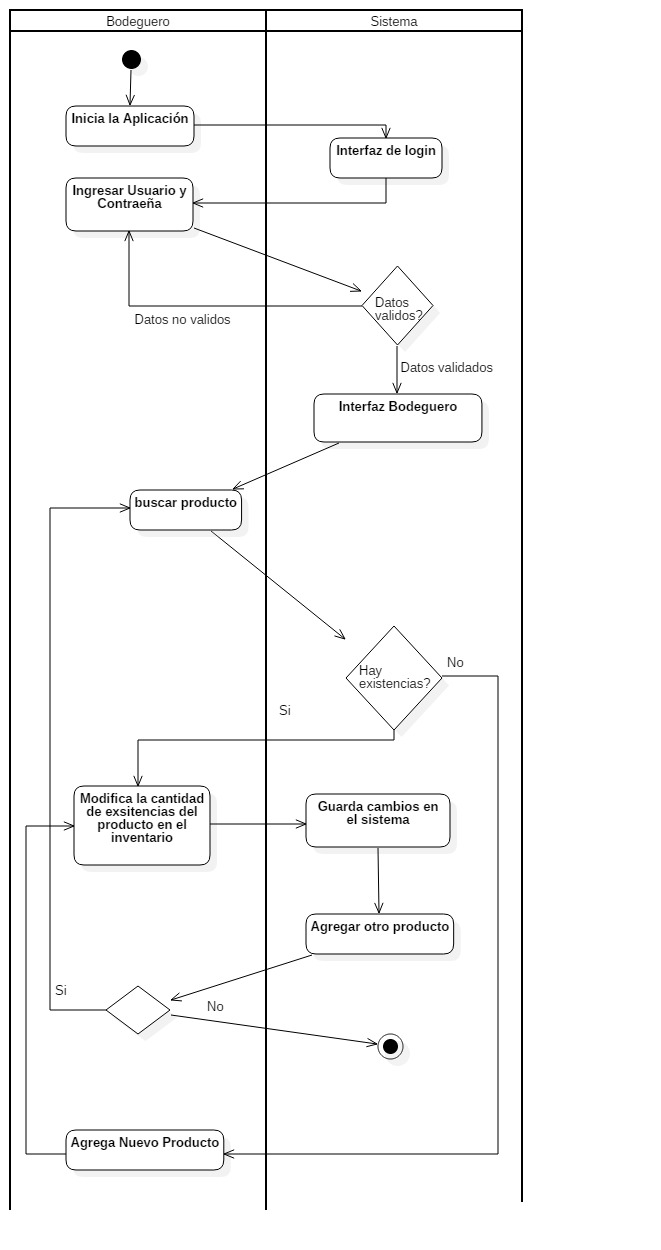 Bodeguero
Sistema
Inicia la Aplicación
Interfaz de login
Ingresar Usuario y
Contraeña
Datos
validos?
Datos no validos
Datos validados
Interfaz Bodeguero
buscar producto
Hay
existencias?
No
Si
Modifica la cantidad
de exsitencias del
producto en el
inventario
Guarda cambios en
el sistema
Agregar otro producto
Si
No
Agrega Nuevo Producto